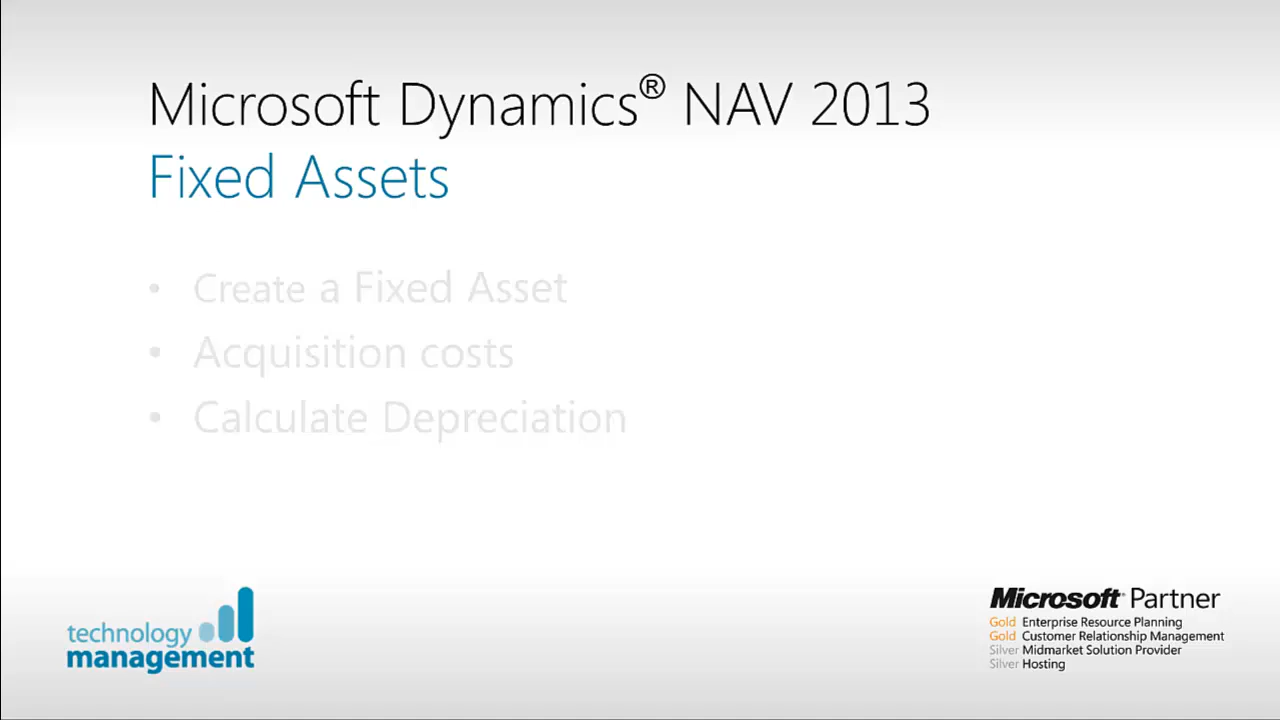 Microsoft Dynamics® NAV 2013
Fixed Assets
• Create a Fixed Asset
• Acquisition costs
• Calculate Depreciation
technology
management
Microsoft® Partner
Gold Enterprise Resource Planning
Gold Customer Relationship Management
Silver Midmarket Solution Provider
Silver Hosting